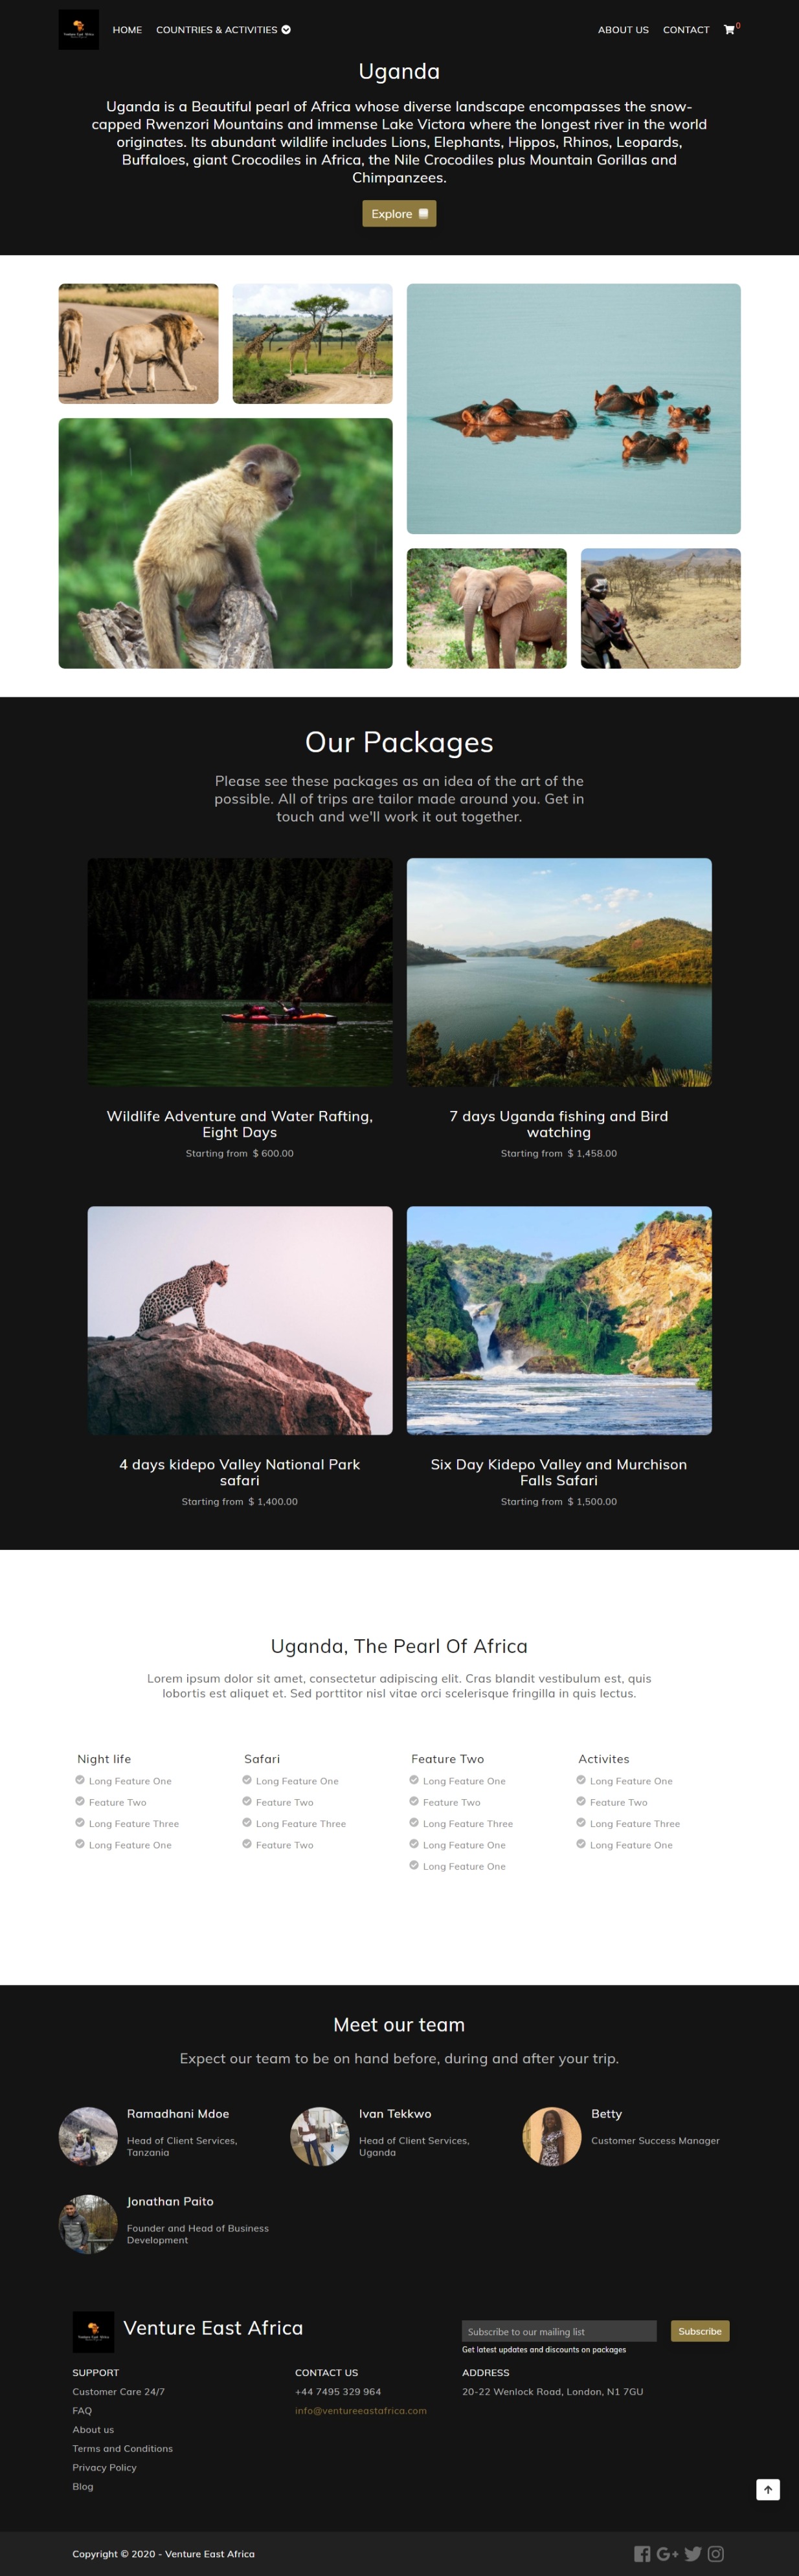 HOME COUNTRIES & ACTIVITIES ABOUT US CONTACT 0
Uganda
Uganda is a Beautiful pearl of Africa whose diverse landscape encompasses the snow-
capped Rwenzori Mountains and immense Lake Victora where the longest river in the world
originates. Its abundant wildlife includes Lions, Elephants, Hippos, Rhinos, Leopards,
Buffaloes, giant Crocodiles in Africa, the Nile Crocodiles plus Mountain Gorillas and
Chimpanzees.
Explore
Our Packages
Please see these packages as an idea of the art of the
possible. All of trips are tailor made around you. Get in
touch and we'll work it out together.
Wildlife Adventure and Water Rafting,
Eight Days
Starting from $ 600.00
7 days Uganda fishing and Bird
watching
Starting from $ 1,458.00
4 days kidepo Valley National Park
safari
Starting from $ 1,400.00
Six Day Kidepo Valley and Murchison
Falls Safari
Starting from $ 1,500.00
Uganda, The Pearl Of Africa
Lorem ipsum dolor sit amet, consectetur adipiscing elit. Cras blandit vestibulum est, quis
lobortis est aliquet et. Sed porttitor nisl vitae orci scelerisque fringilla in quis lectus.
Night life
Long Feature One
Feature Two
Long Feature Three
Long Feature One
Safari
Long Feature One
Feature Two
Long Feature Three
Feature Two
Feature Two
Long Feature One
Feature Two
Long Feature Three
Long Feature One
Long Feature One
Activites
Long Feature One
Feature Two
Long Feature Three
Long Feature One
Meet our team
Expect our team to be on hand before, during and after your trip.
Ramadhani Mdoe
Head of Client Services,
Tanzania
Ivan Tekkwo
Head of Client Services,
Uganda
Betty
Customer Success Manager
Jonathan Paito
Founder and Head of Business
Development
Venture East Africa
Subscribe to our mailing list
Subscribe
Get latest updates and discounts on packages
SUPPORT
Customer Care 24/7
FAQ
About us
Terms and Conditions
Privacy Policy
Blog
CONTACT US
+44 7495 329 964
info@ventureeastafrica.com
ADDRESS
20-22 Wenlock Road, London, N1 7GU
Copyright © 2020 - Venture East Africa